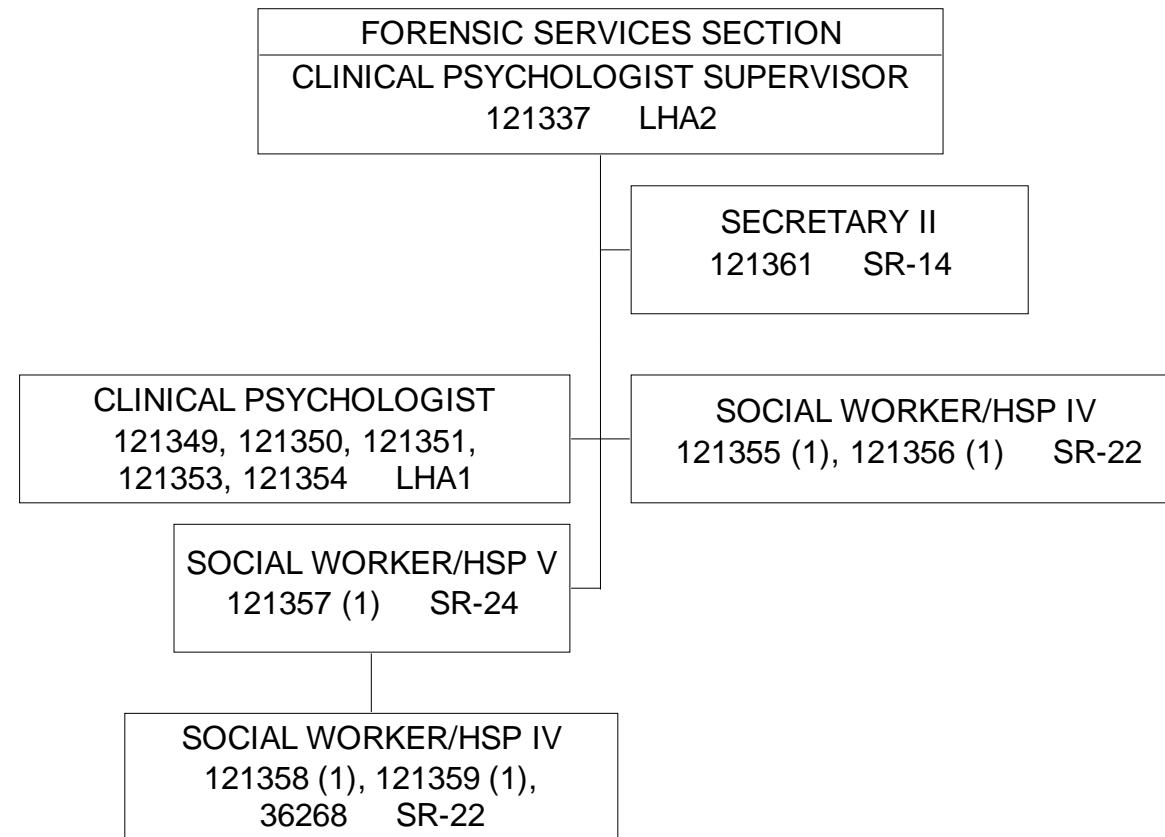 FORENSIC SERVICES SECTION
CLINICAL PSYCHOLOGIST SUPERVISOR
121337 LHA2
SECRETARY II
121361 SR-14
CLINICAL PSYCHOLOGIST
121349, 121350, 121351,
121353, 121354 LHA1
SOCIAL WORKER/HSP IV
121355 (1), 121356 (1) SR-22
SOCIAL WORKER/HSP V
121357 (1) SR-24
SOCIAL WORKER/HSP IV
121358 (1), 121359 (1),
36268 SR-22